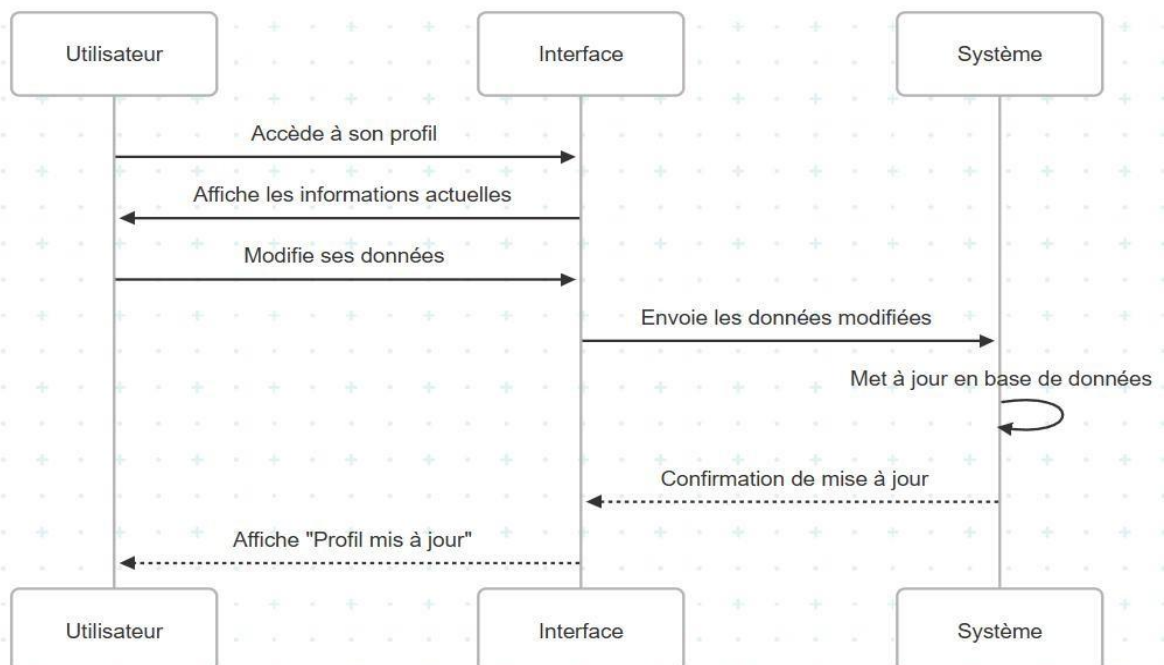 Utilisateur
Interface
Système
Accède à son profil
Affiche les informations actuelles
Modifie ses données
Envoie les données modifiées
Met à jour en base de données
Confirmation de mise à jour
Affiche "Profil mis à jour"
Utilisateur
Interface
Système